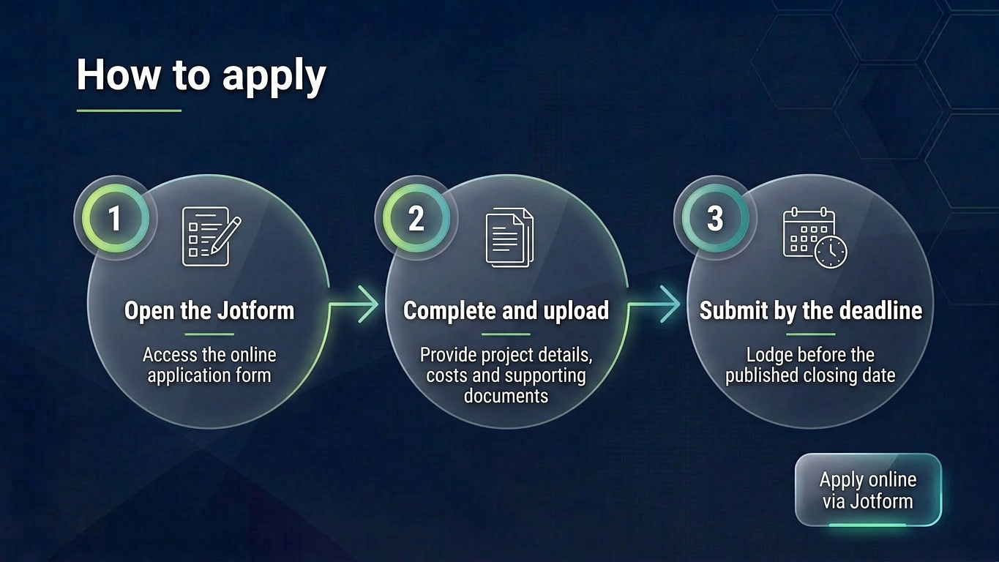 How to apply
1
Open the Jotform
Access the online
application form
2
Complete and upload
Provide project details,
costs and supporting
documents
3
Submit by the deadline
Lodge before the
published closing date
Apply online
via Jotform